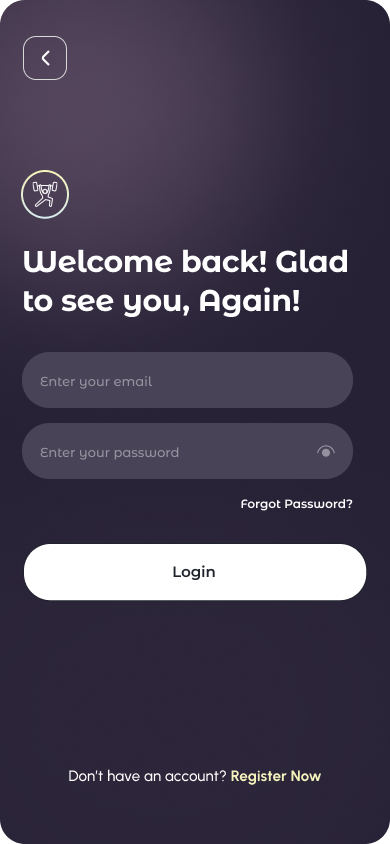 Welcome back! Glad
to see you, Again!
Enter your email
Enter your password
Forgot Password?
Login
Don’t have an account? Register Now